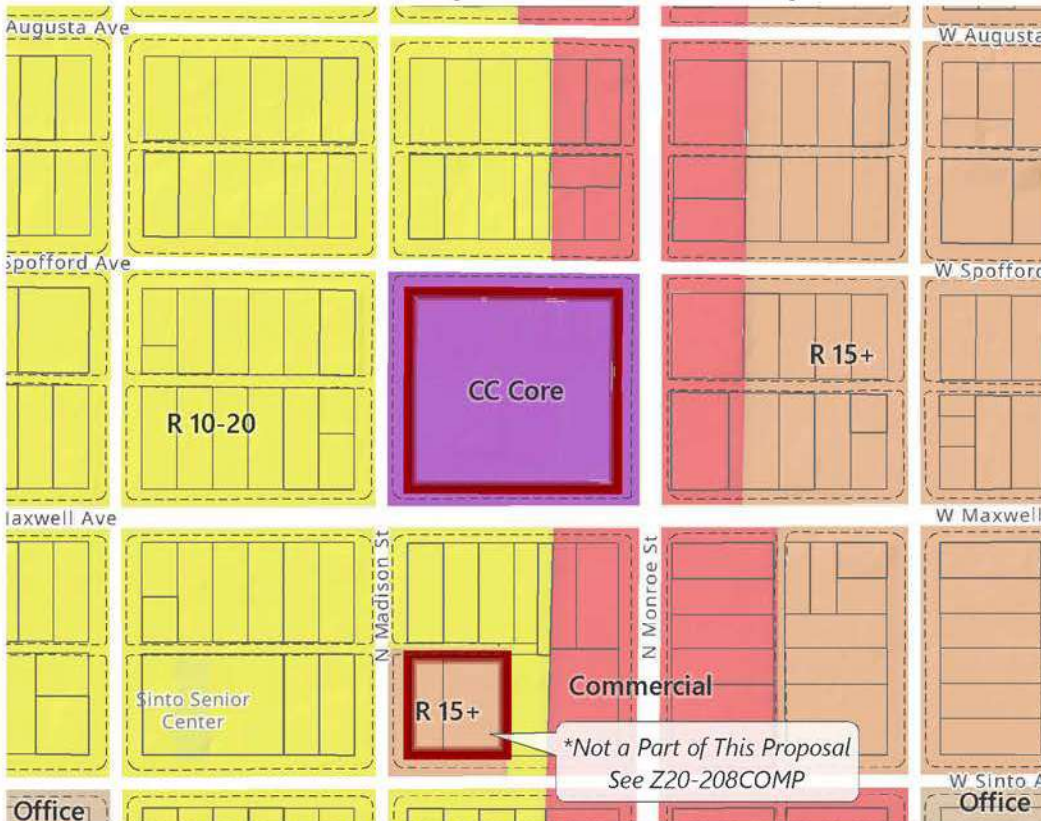 Augusta Ave
W Augusta
Spofford Ave
W Spofford
R 15+
CC Core
R 10-20
Maxwell Ave
W Maxwell
N Madison St
N Monroe St
Sinto Senior
Center
R 15+
Commercial
*Not a Part of This Proposal
See Z20-208COMP
W Sinto A
Office
Office